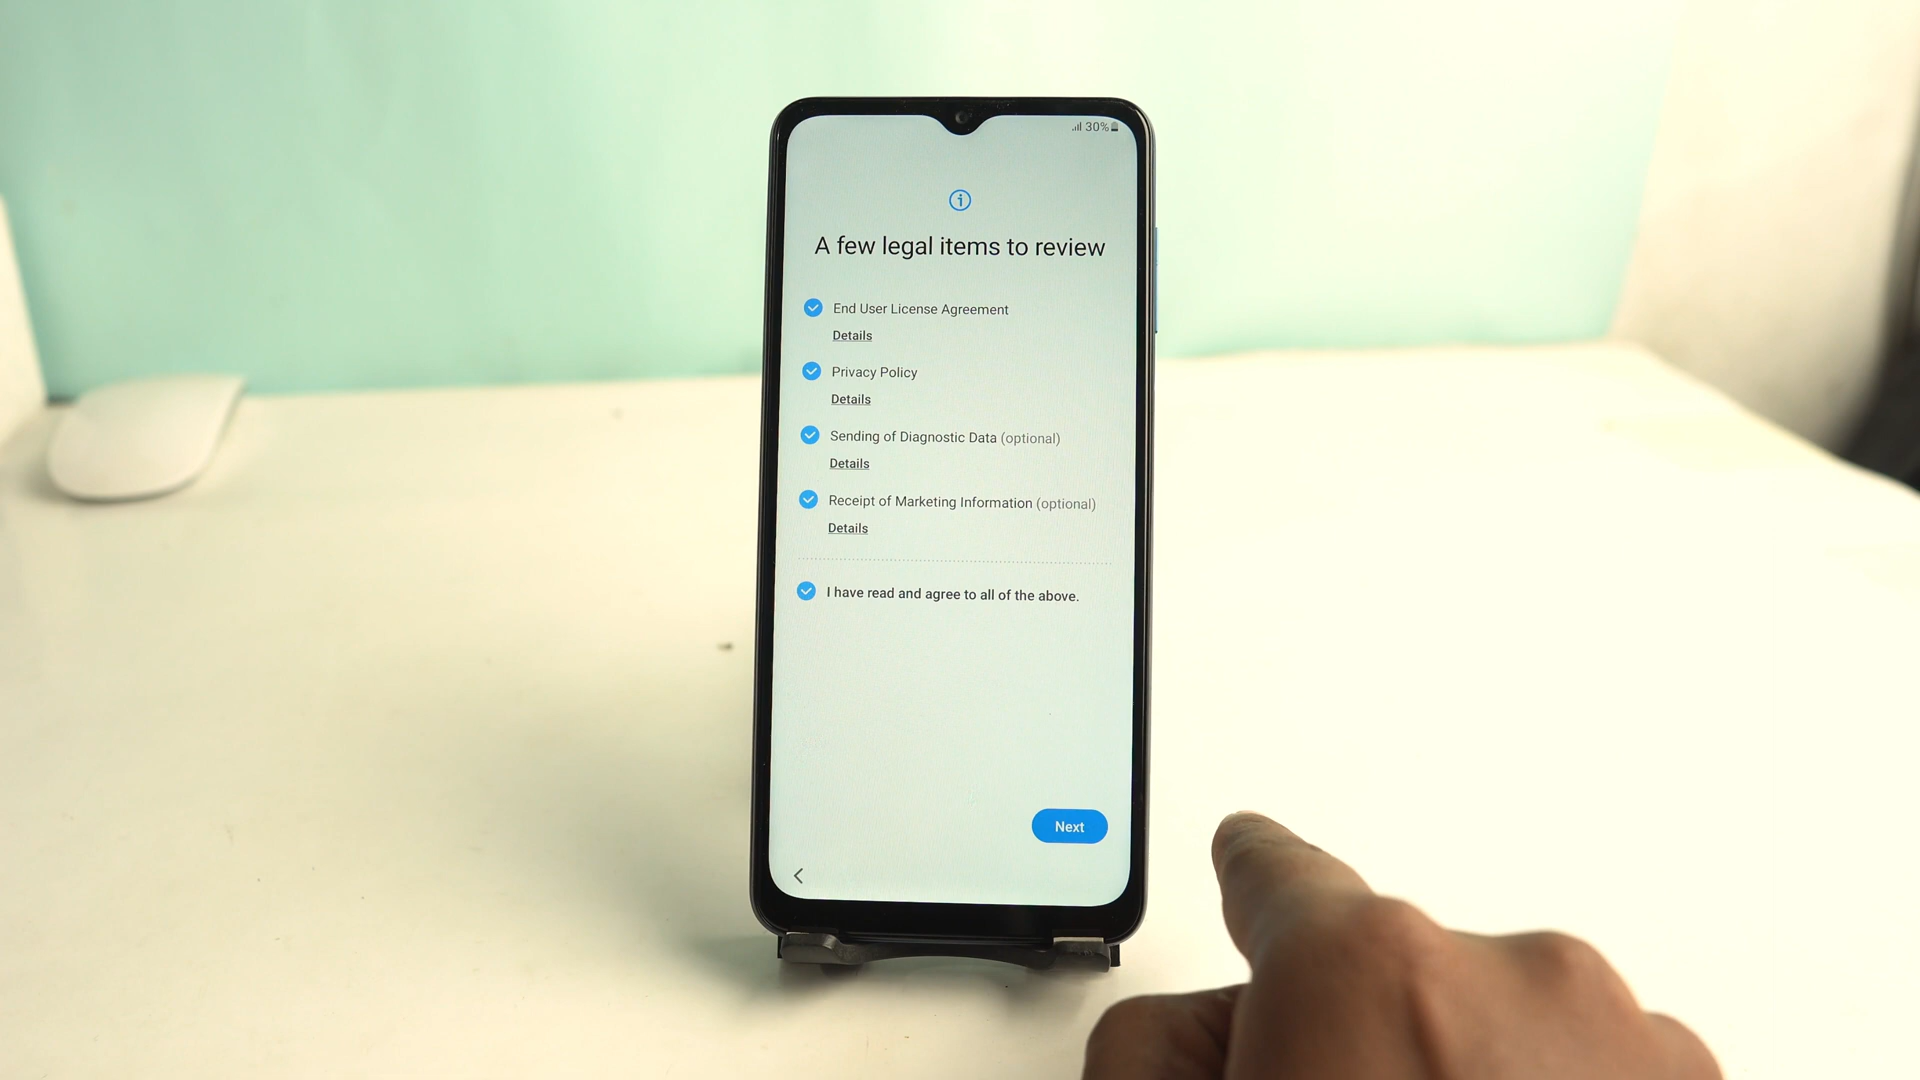 30%
A few legal items to review
End User License Agreement
Details
Privacy Policy
Details
Sending of Diagnostic Data (optional)
Details
Receipt of Marketing Information (optional)
Details
I have read and agree to all of the above.
Next